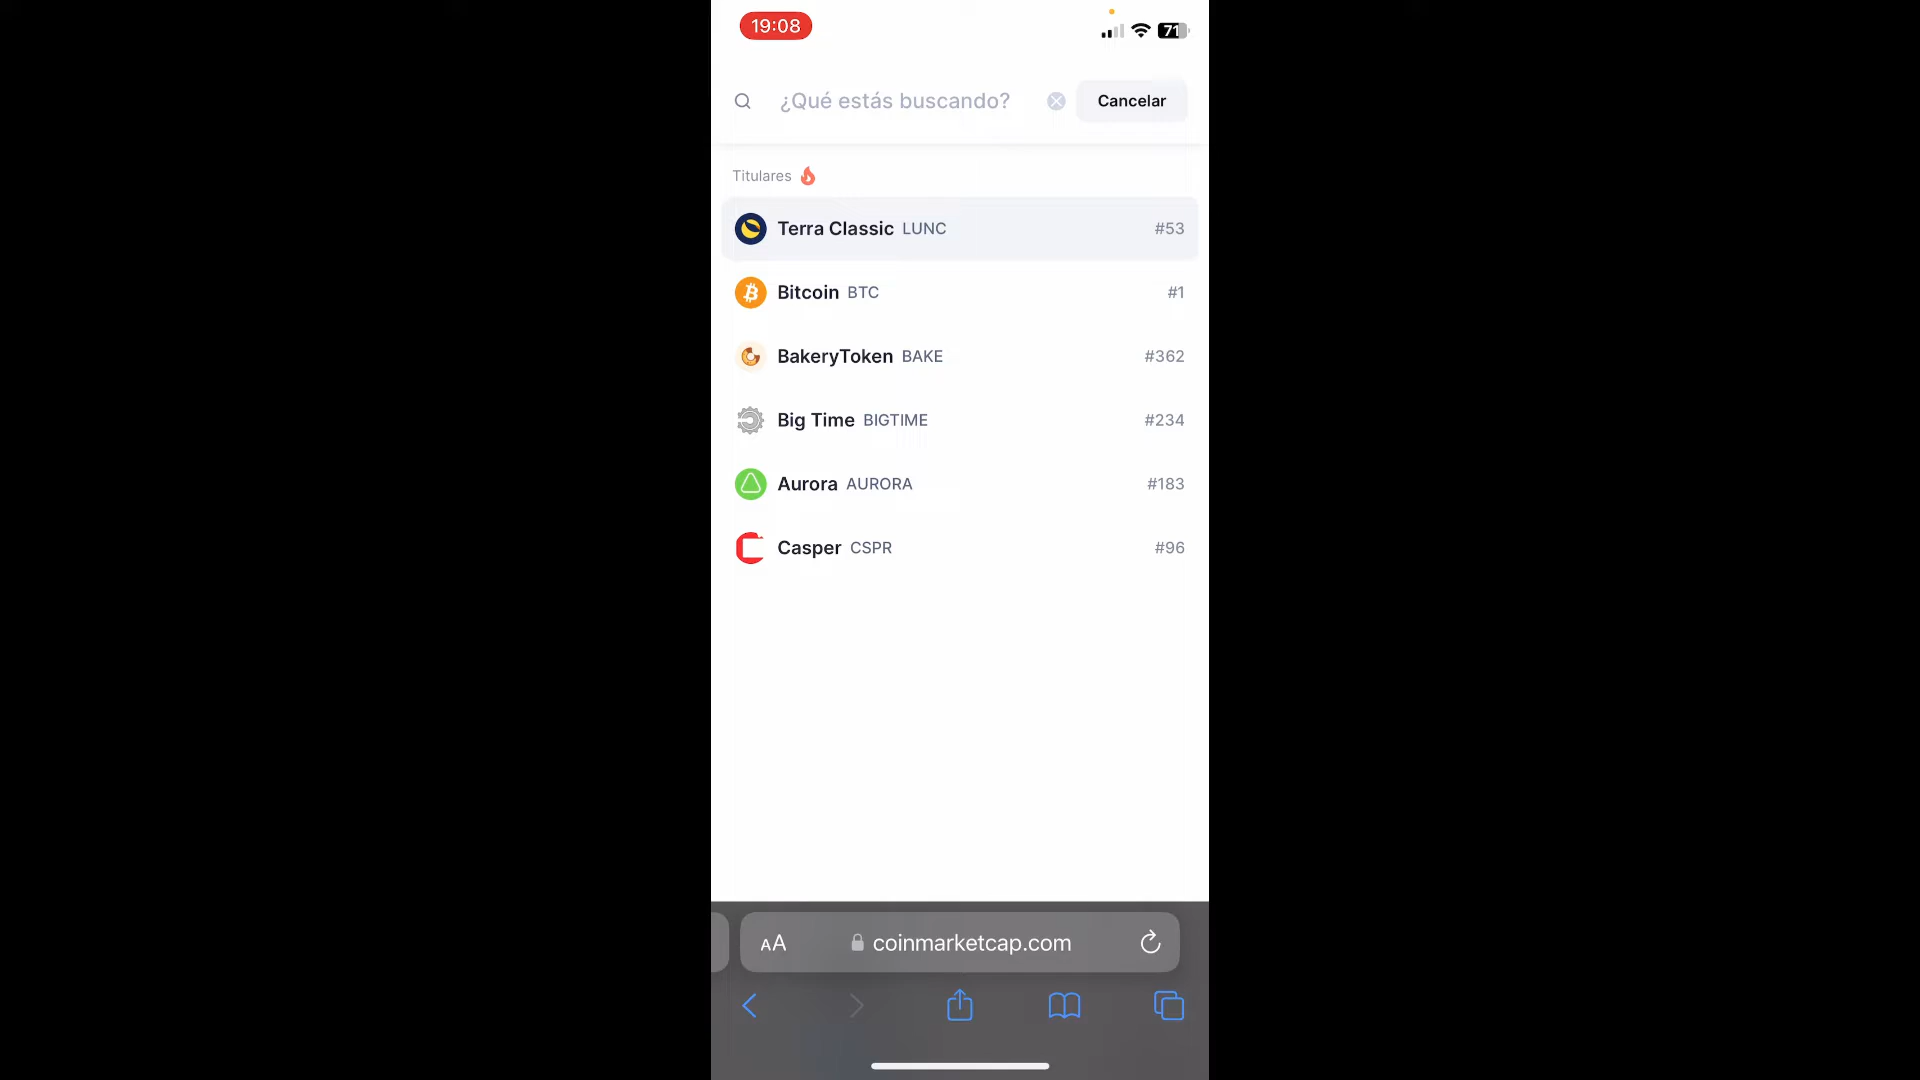 19:08
71
¿Qué estás buscando?
Cancelar
Titulares
Terra Classic LUNC #53
Bitcoin BTC #1
BakeryToken BAKE #362
Big Time BIGTIME #234
Aurora AURORA #183
Casper CSPR #96
AA coinmarketcap.com